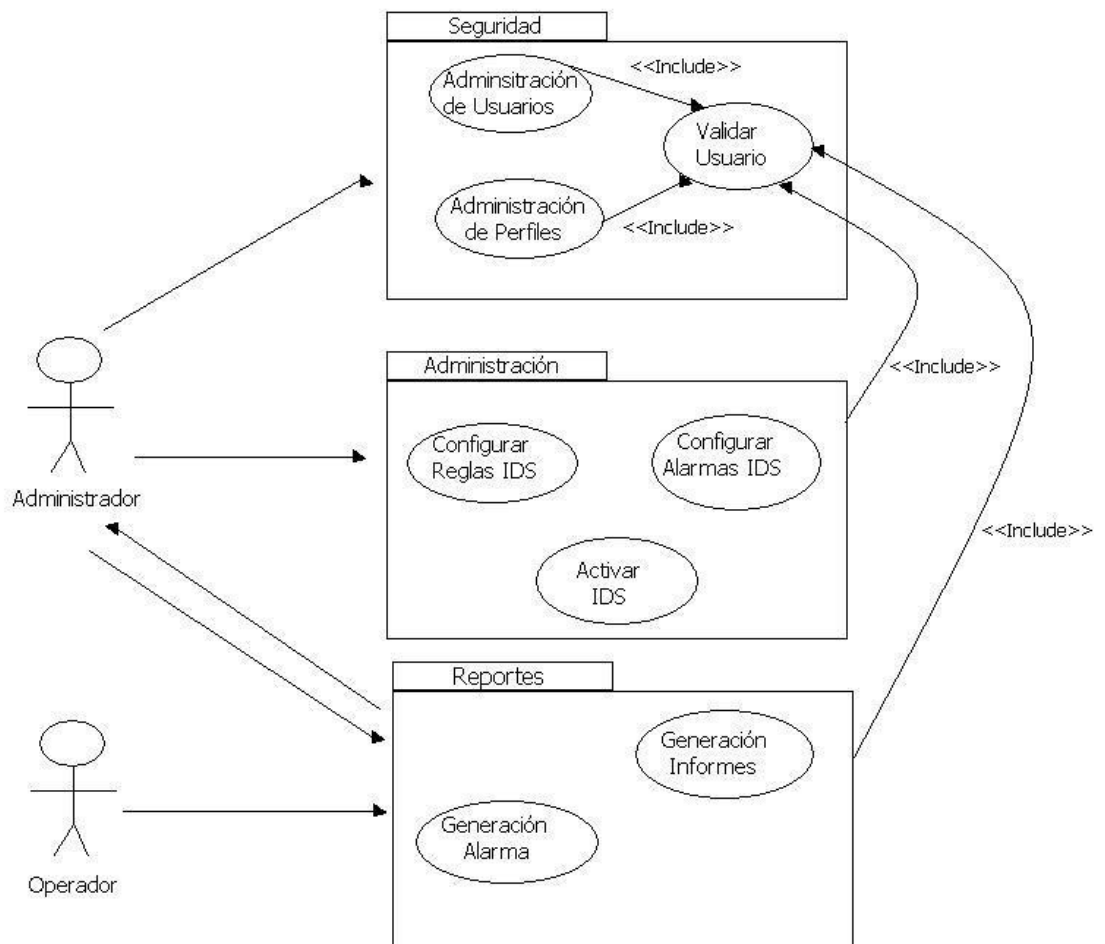 Seguridad
Adminsitración
de Usuarios
<<Include>>
Validar
Usuario
Administración
de Perfiles
<<Include>>
Administrador
Administración
Configurar
Reglas IDS
Configurar
Alarmas IDS
Activar
IDS
<<Include>>
<<Include>>
Reportes
Generación
Informes
Generación
Alarma
Operador